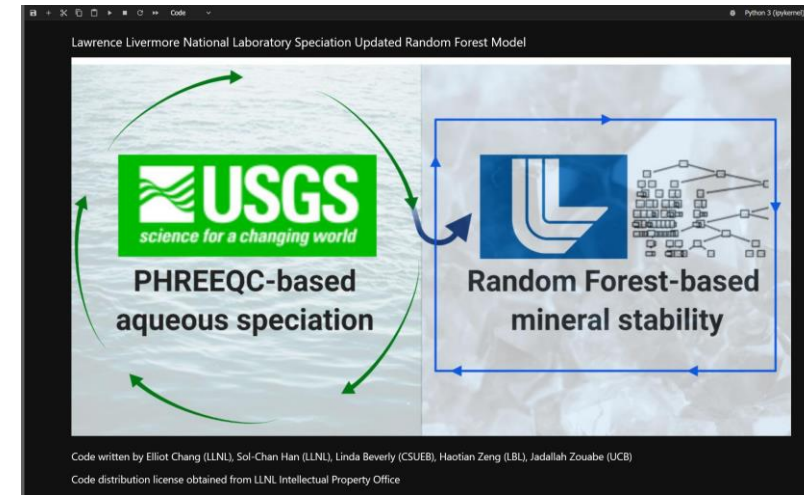 Code
Python 3 (ipykernel)
Lawrence Livermore National Laboratory Speciation Updated Random Forest Model
USGS
science for a changing world
PHREEQC-based
aqueous speciation
Random Forest-based
mineral stability
Code written by Elliot Chang (LLNL), Sol-Chan Han (LLNL), Linda Beverly (CSUEB), Haotian Zeng (LBL), Jadallah Zouabe (UCB)
Code distribution license obtained from LLNL Intellectual Property Office